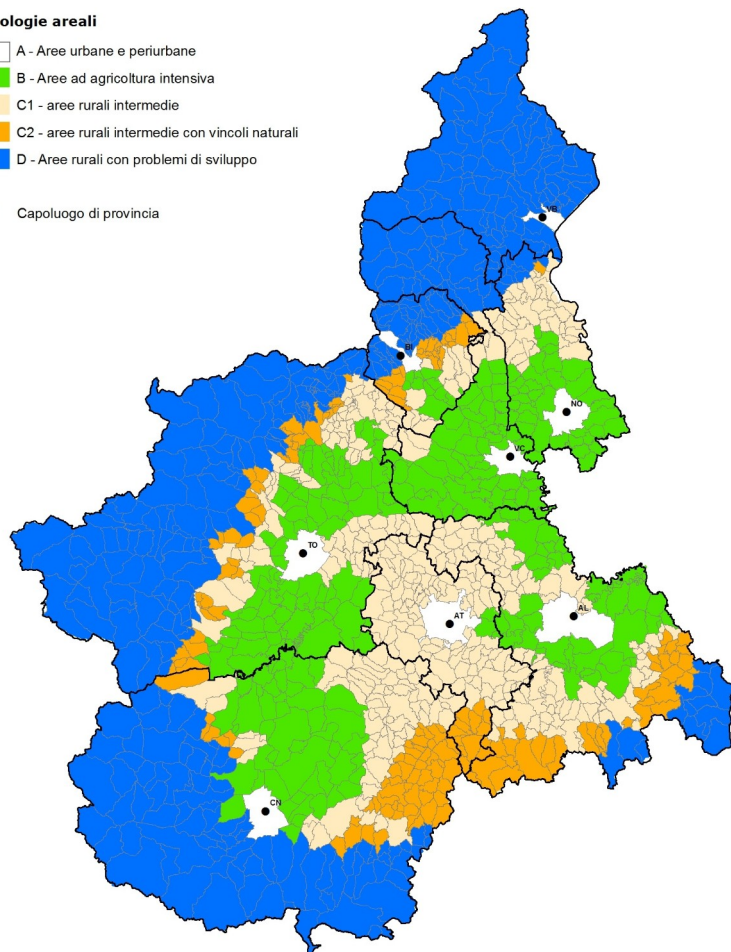 ologie areali
A - Aree urbane e periurbane
B - Aree ad agricoltura intensiva
C1 - aree rurali intermedie
C2 - aree rurali intermedie con vincoli naturali
D - Aree rurali con problemi di sviluppo
Capoluogo di provincia
VB
BI
NO
VC
TO
AT
AL
CN